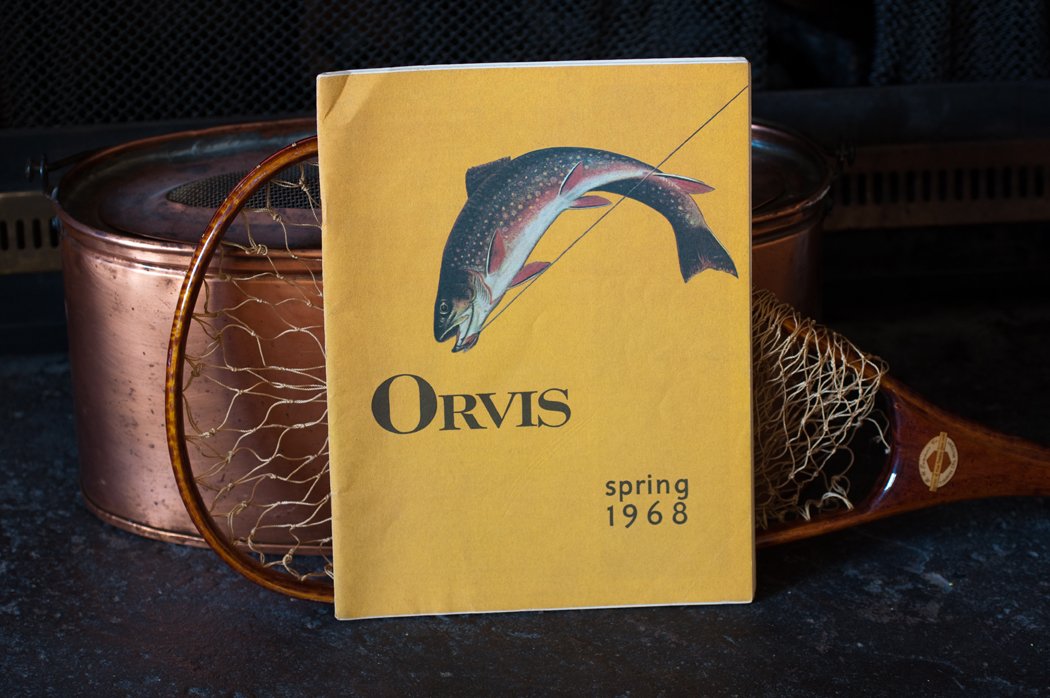 ORVIS
spring
1968